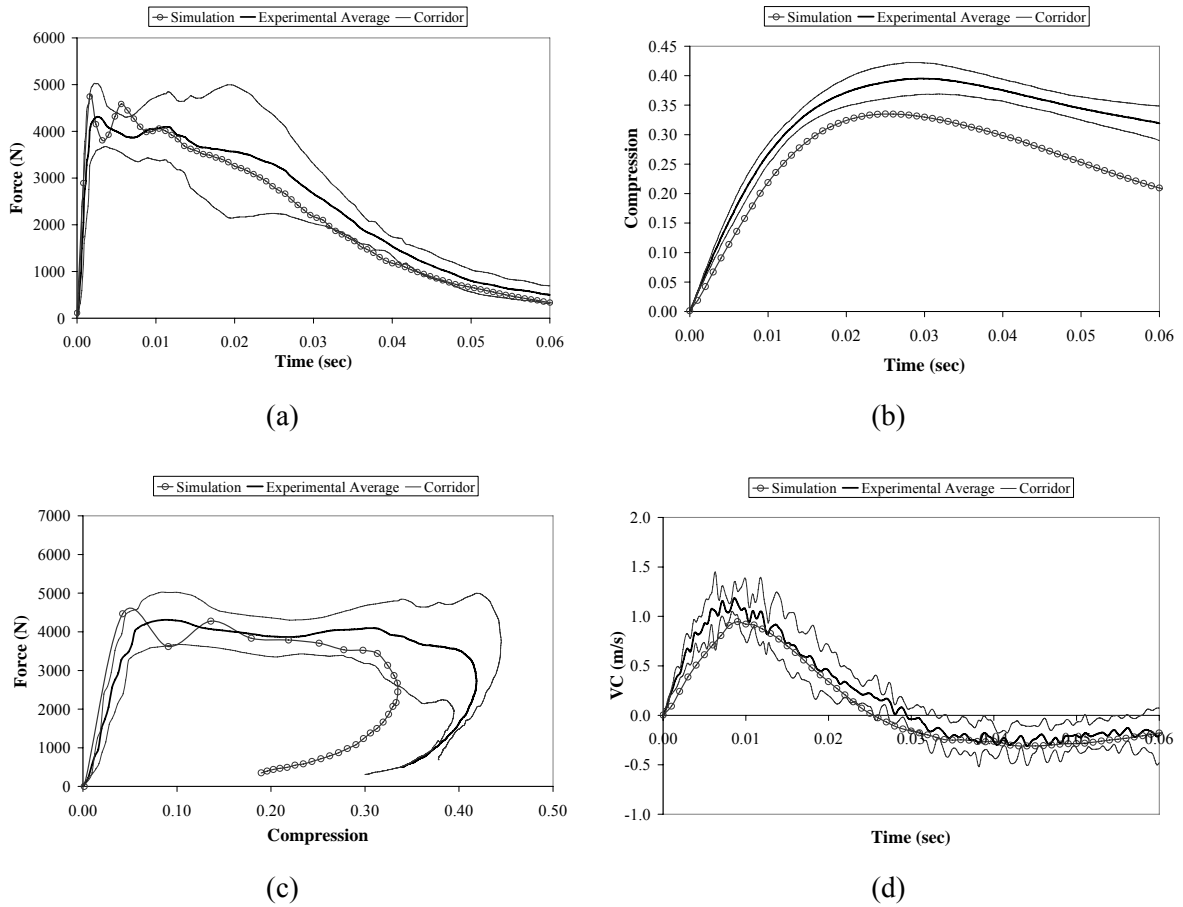 Simulation Experimental Average Corridor
6000
5000
4000
3000
2000
1000
0
Force (N)
0.00 0.01 0.02 0.03 0.04 0.05 0.06
Time (sec)
(a)
Simulation Experimental Average Corridor
0.45
0.40
0.35
0.30
0.25
0.20
0.15
0.10
0.05
0.00
Compression
0.00 0.01 0.02 0.03 0.04 0.05 0.06
Time (sec)
(b)
Simulation Experimental Average Corridor
7000
6000
5000
4000
3000
2000
1000
0
Force (N)
0.00 0.10 0.20 0.30 0.40 0.50
Compression
(c)
Simulation Experimental Average Corridor
2.0
1.5
1.0
0.5
0.0
-0.5
-1.0
VC (m/s)
0.00 0.01 0.02 0.03 0.04 0.05 0.06
Time (sec)
(d)